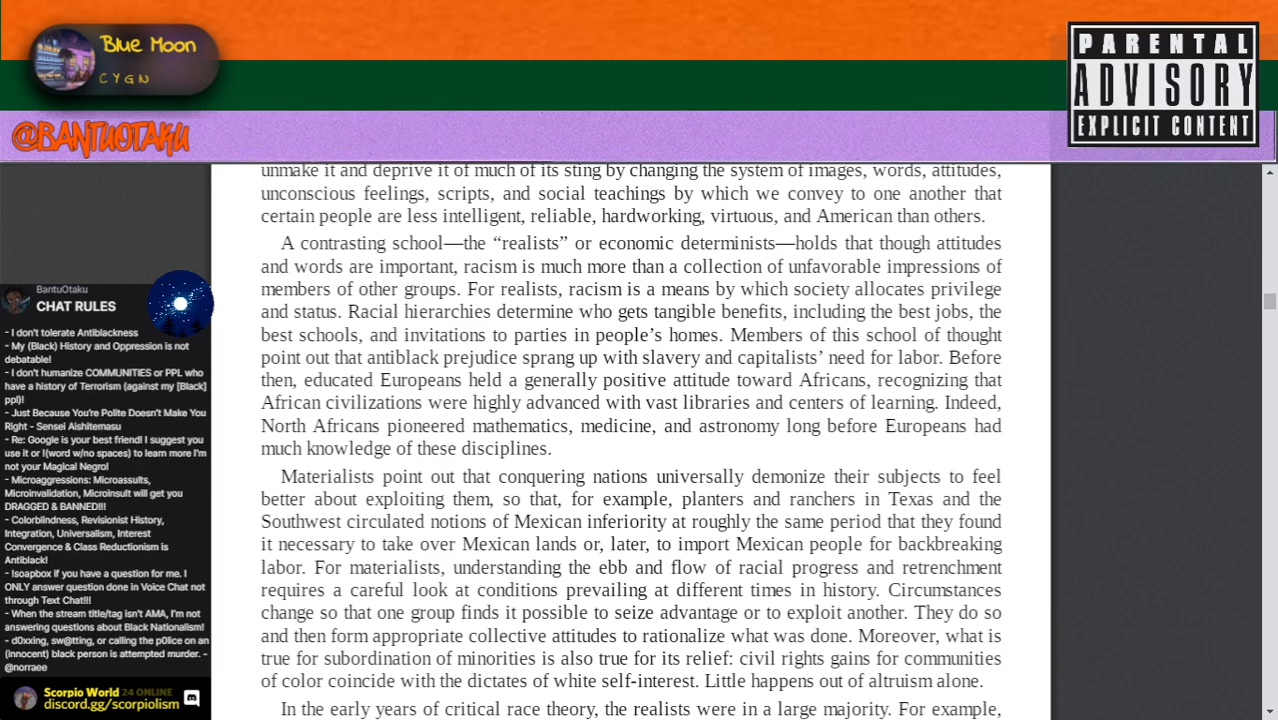 Blue Moon
CYGN
PARENTAL
ADVISORY
EXPLICIT CONTENT
@BANTUOTAKU
unmake it and deprive it of much of its sting by changing the system of images, words, attitudes,
unconscious feelings, scripts, and social teachings by which we convey to one another that
certain people are less intelligent, reliable, hardworking, virtuous, and American than others.
A contrasting school—the “realists” or economic determinists—holds that though attitudes
and words are important, racism is much more than a collection of unfavorable impressions of
members of other groups. For realists, racism is a means by which society allocates privilege
and status. Racial hierarchies determine who gets tangible benefits, including the best jobs, the
best schools, and invitations to parties in people’s homes. Members of this school of thought
point out that antiblack prejudice sprang up with slavery and capitalists’ need for labor. Before
then, educated Europeans held a generally positive attitude toward Africans, recognizing that
African civilizations were highly advanced with vast libraries and centers of learning. Indeed,
North Africans pioneered mathematics, medicine, and astronomy long before Europeans had
much knowledge of these disciplines.
Materialists point out that conquering nations universally demonize their subjects to feel
better about exploiting them, so that, for example, planters and ranchers in Texas and the
Southwest circulated notions of Mexican inferiority at roughly the same period that they found
it necessary to take over Mexican lands or, later, to import Mexican people for backbreaking
labor. For materialists, understanding the ebb and flow of racial progress and retrenchment
requires a careful look at conditions prevailing at different times in history. Circumstances
change so that one group finds it possible to seize advantage or to exploit another. They do so
and then form appropriate collective attitudes to rationalize what was done. Moreover, what is
true for subordination of minorities is also true for its relief: civil rights gains for communities
of color coincide with the dictates of white self-interest. Little happens out of altruism alone.
In the early years of critical race theory, the realists were in a large majority. For example,
BantuOtaku
CHAT RULES
- I don't tolerate Antiblackness
- My (Black) History and Oppression is not
debatable!
- I don't humanize COMMUNITIES or PPL who
have a history of Terrorism (against my [Black]
ppl)!
- Just Because You're Polite Doesn't Make You
Right - Sensei Aishitemasu
- Re: Google is your best friend! I suggest you
use it or !(word w/no spaces) to learn more I'm
not your Magical Negro!
- Microaggressions: Microassults,
Microinvalidation, Microinsult will get you
DRAGGED & BANNED!!!
- Colorblindness, Revisionist History,
Integration, Universalism, Interest
Convergence & Class Reductionism is
Antiblack!
- !soapbox if you have a question for me. I
ONLY answer question done in Voice Chat not
through Text Chat!!!
- When the stream title/tag isn't AMA, I'm not
answering questions about Black Nationalism!
- d0xxing, sw@tting, or calling the p0lice on an
(innocent) black person is attempted murder. -
@norraee
Scorpio World 24 ONLINE
discord.gg/scorpiolism